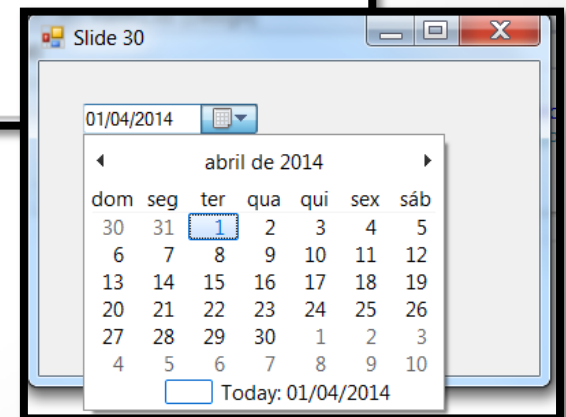 Slide 30
01/04/2014
abril de 2014
dom seg ter qua qui sex sáb
30 31 1 2 3 4 5
6 7 8 9 10 11 12
13 14 15 16 17 18 19
20 21 22 23 24 25 26
27 28 29 30 1 2 3
4 5 6 7 8 9 10
Today: 01/04/2014